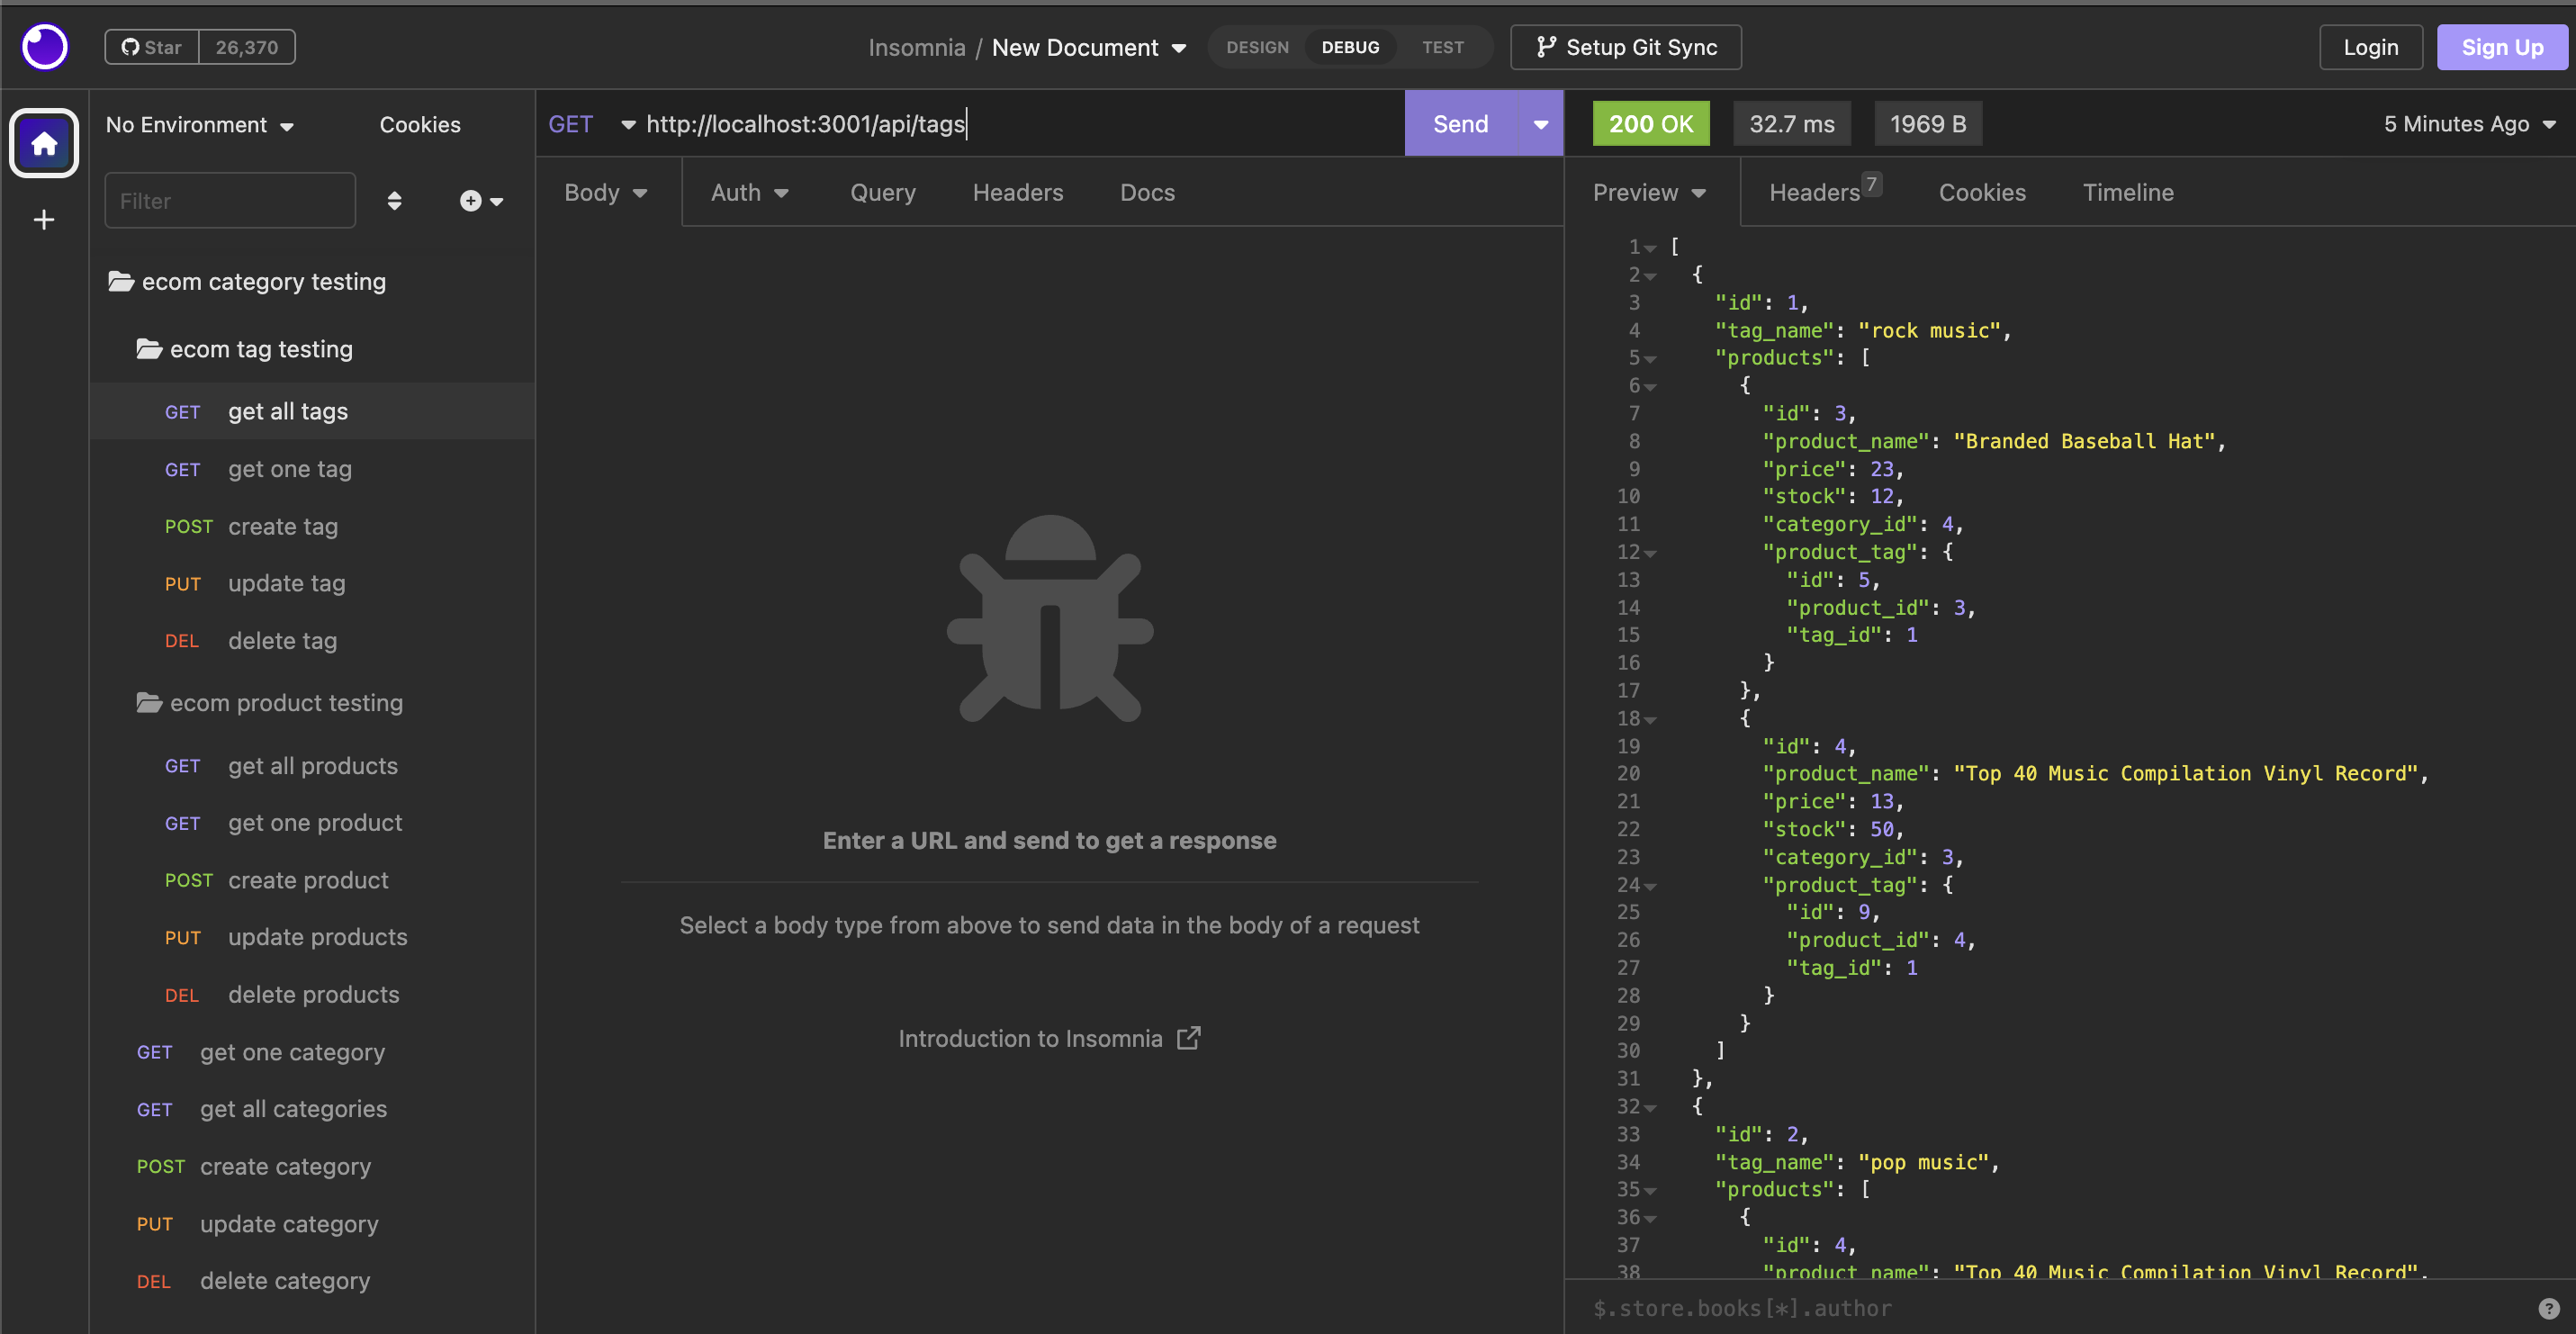 Star 26,370
Insomnia / New Document
DESIGN DEBUG TEST
Setup Git Sync
Login
Sign Up
No Environment
Cookies
Filter
ecom category testing
ecom tag testing
GET get all tags
GET get one tag
POST create tag
PUT update tag
DEL delete tag
ecom product testing
GET get all products
GET get one product
POST create product
PUT update products
DEL delete products
GET get one category
GET get all categories
POST create category
PUT update category
DEL delete category
GET http://localhost:3001/api/tags
Send
Body Auth Query Headers Docs
Enter a URL and send to get a response
Select a body type from above to send data in the body of a request
Introduction to Insomnia
200 OK 32.7 ms 1969 B
5 Minutes Ago
Preview Headers 7 Cookies Timeline
1 [
2 {
3 "id": 1,
4 "tag_name": "rock music",
5 "products": [
6 {
7 "id": 3,
8 "product_name": "Branded Baseball Hat",
9 "price": 23,
10 "stock": 12,
11 "category_id": 4,
12 "product_tag": {
13 "id": 5,
14 "product_id": 3,
15 "tag_id": 1
16 }
17 },
18 {
19 "id": 4,
20 "product_name": "Top 40 Music Compilation Vinyl Record",
21 "price": 13,
22 "stock": 50,
23 "category_id": 3,
24 "product_tag": {
25 "id": 9,
26 "product_id": 4,
27 "tag_id": 1
28 }
29 }
30 ]
31 },
32 {
33 "id": 2,
34 "tag_name": "pop music",
35 "products": [
36 {
37 "id": 4,
38 "product_name": "Top 40 Music Compilation Vinyl Record",
$.store.books[*].author
?